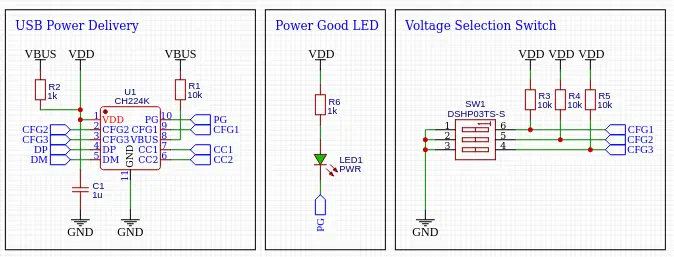 USB Power Delivery
VBUS
VDD
VBUS
R2
1k
U1
CH224K
R1
10k
1
VDD
PG
10
PG
CFG2
2
CFG2
CFG1
9
CFG1
CFG3
3
CFG3
VBUS
8
DP
4
DP
CC1
7
CC1
DM
5
DM
CC2
6
CC2
GND
11
C1
1u
GND
GND
Power Good LED
VDD
R6
1k
LED1
PWR
PG
Voltage Selection Switch
VDD
VDD
VDD
R3
10k
R4
10k
R5
10k
SW1
DSHP03TS-S
1
1
6
CFG1
2
5
CFG2
3
4
CFG3
GND